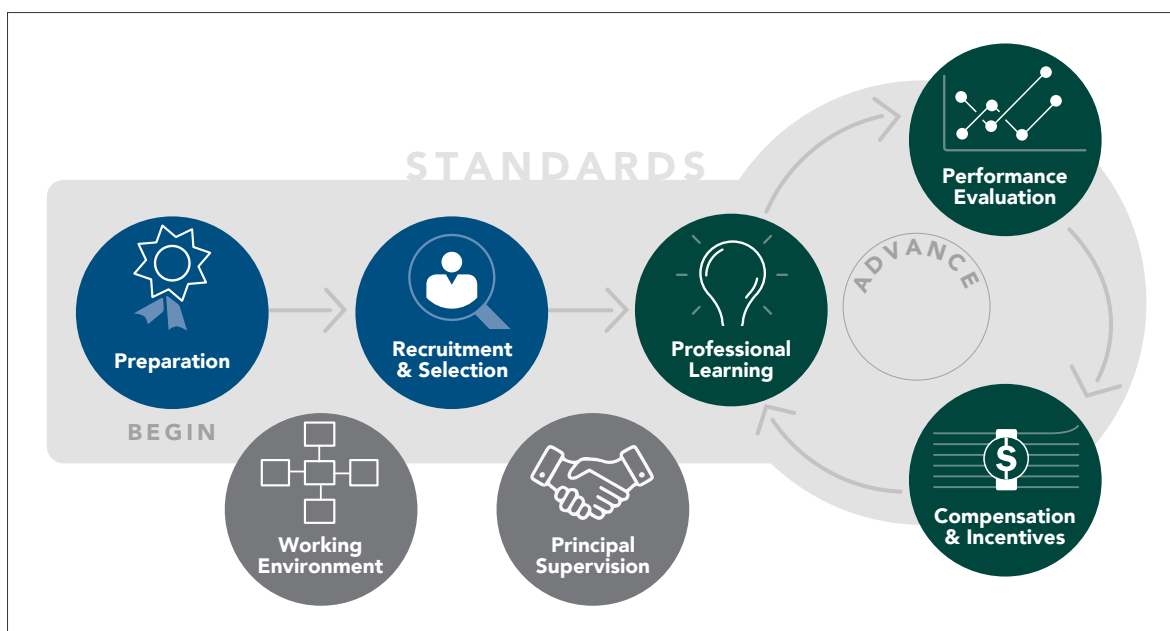 STANDARDS
Performance
Evaluation
ADVANCE
Preparation
Recruitment
& Selection
Professional
Learning
BEGIN
$
Compensation
& Incentives
Working
Environment
Principal
Supervision